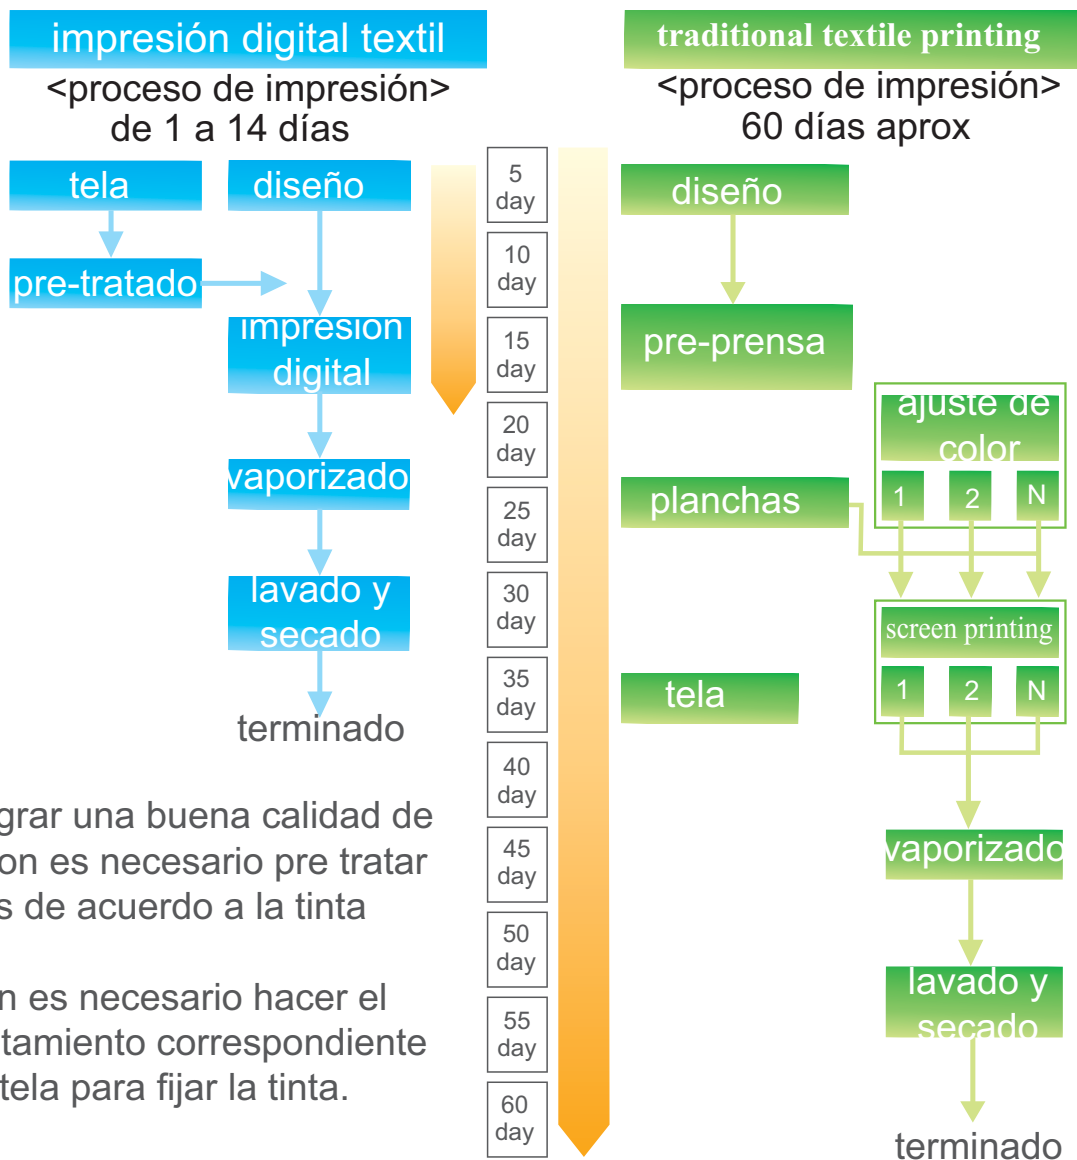 impresión digital textil
<proceso de impresión>
de 1 a 14 días
tela
diseño
pre-tratado
impresión
digital
vaporizado
lavado y
secado
terminado
grar una buena calidad de
on es necesario pre tratar
s de acuerdo a la tinta
n es necesario hacer el
tamiento correspondiente
tela para fijar la tinta.
5
day
10
day
15
day
20
day
25
day
30
day
35
day
40
day
45
day
50
day
55
day
60
day
traditional textile printing
<proceso de impresión>
60 días aprox
diseño
pre-prensa
ajuste de
color
1 2 N
planchas
screen printing
1 2 N
tela
vaporizado
lavado y
secado
terminado